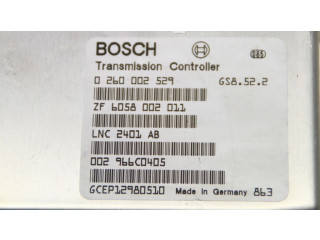 BOSCH
Transmission Controller
0 260 002 529 GS8.52.2
ZF 6058 002 011
LNC 2401 AB
002 966C0405
GCEP12980510 Made in Germany 863